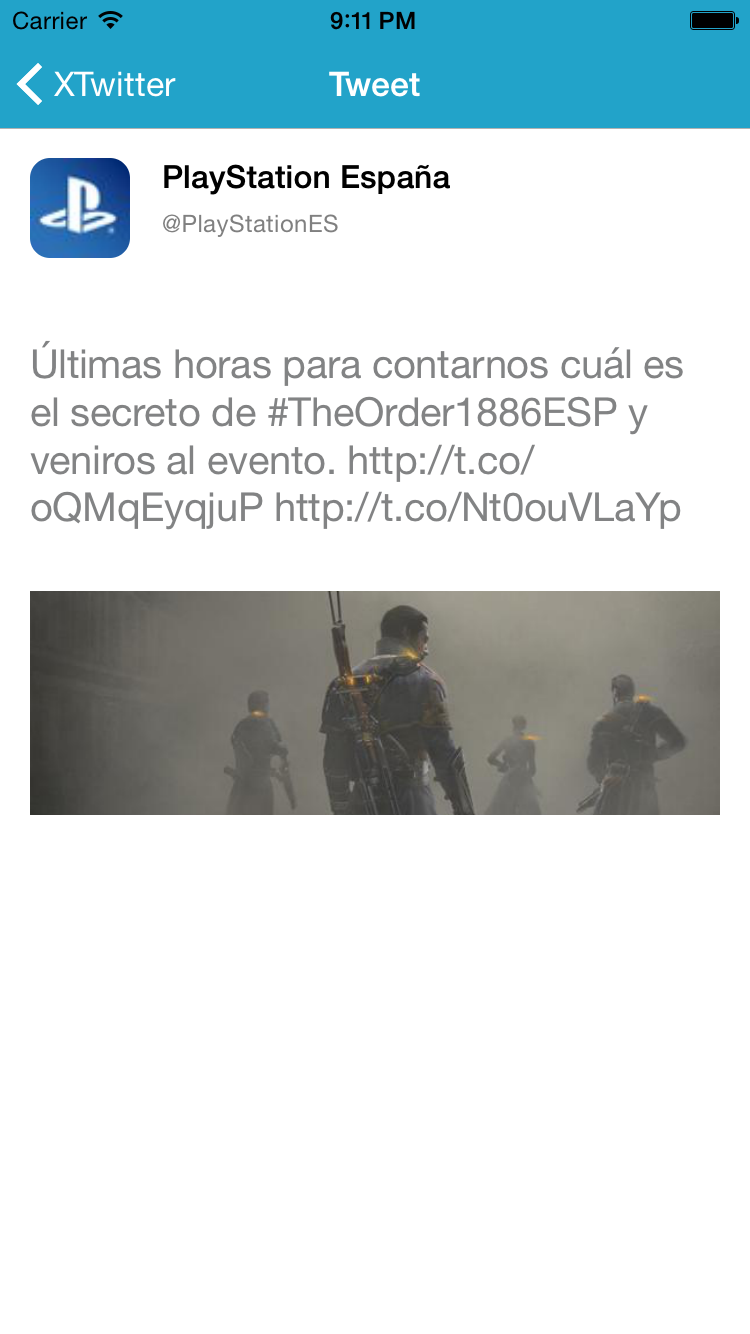 Carrier 9:11 PM
XTwitter Tweet
PlayStation España
@PlayStationES
Últimas horas para contarnos cuál es
el secreto de #TheOrder1886ESP y
veniros al evento. http://t.co/
oQMqEyqjuP http://t.co/Nt0ouVLaYp